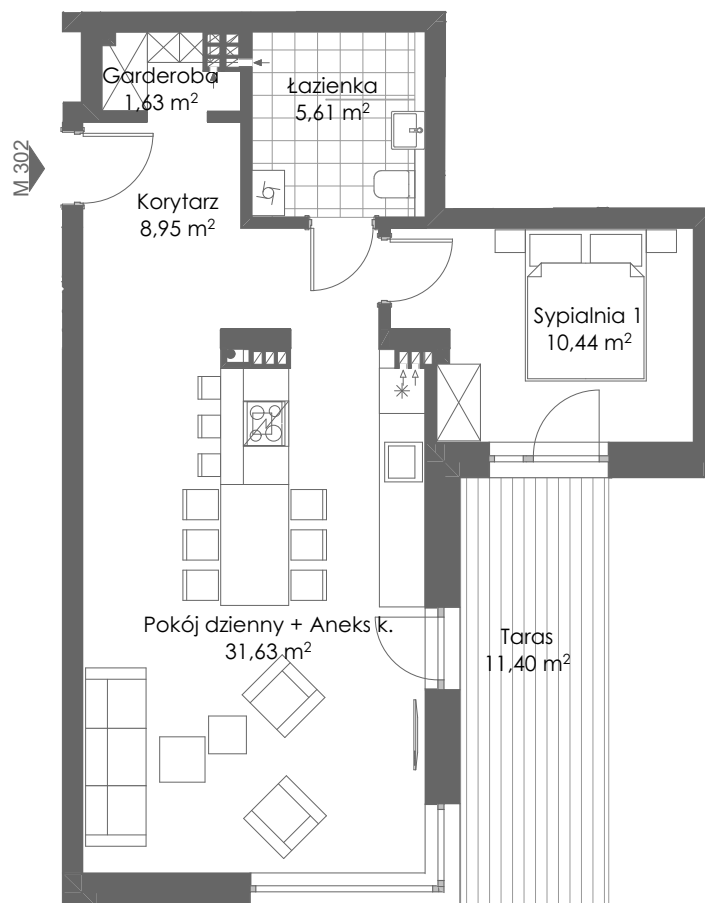 Garderoba
1,63 m²
Łazienka
5,61 m²
M 302
Korytarz
8,95 m²
Sypialnia 1
10,44 m²
Pokój dzienny + Aneks k.
31,63 m²
Taras
11,40 m²